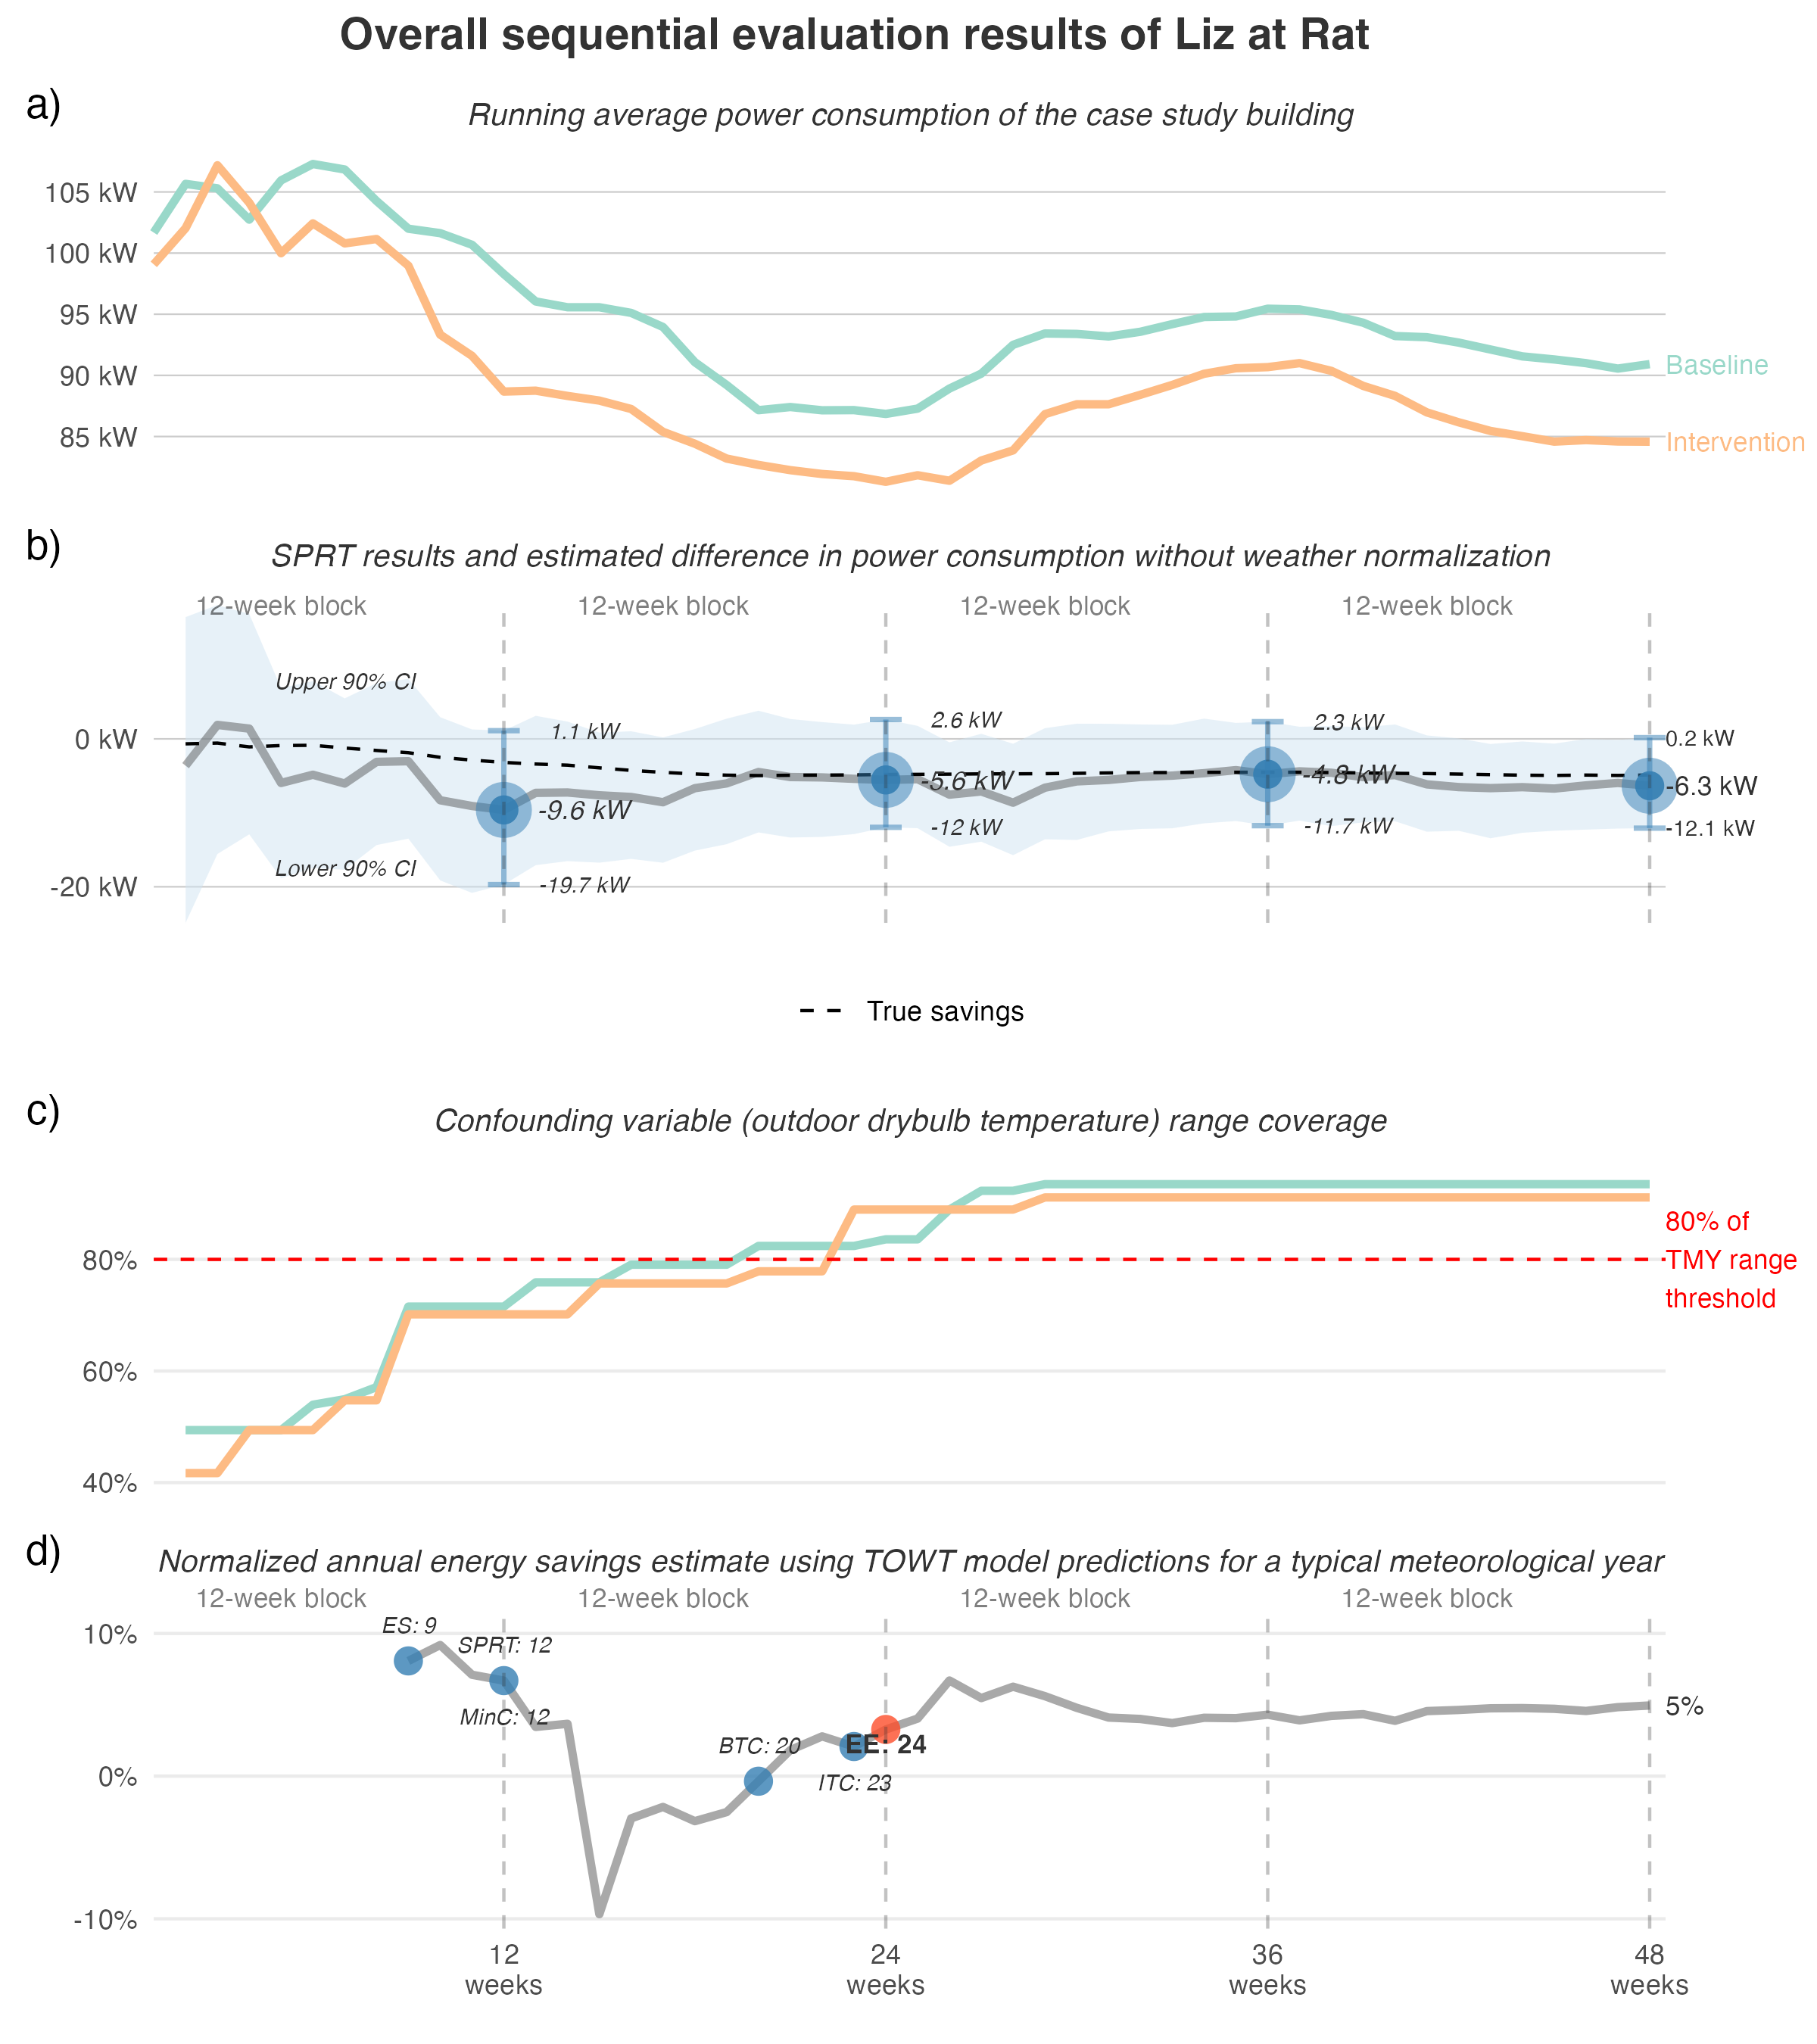 Overall sequential evaluation results of Liz at Rat
a)
Running average power consumption of the case study building
105 kW
100 kW
95 kW
90 kW
85 kW
Baseline
Intervention
b)
SPRT results and estimated difference in power consumption without weather normalization
12-week block 12-week block 12-week block 12-week block
Upper 90% CI
0 kW
1.1 kW
2.6 kW
2.3 kW
0.2 kW
-9.6 kW
-5.6 kW
-4.8 kW
-6.3 kW
Lower 90% CI
-19.7 kW
-12 kW
-11.7 kW
-12.1 kW
-20 kW
True savings
c)
Confounding variable (outdoor drybulb temperature) range coverage
80%
60%
40%
80% of
TMY range
threshold
d)
Normalized annual energy savings estimate using TOWT model predictions for a typical meteorological year
12-week block 12-week block 12-week block 12-week block
10%
0%
-10%
ES: 9
SPRT: 12
MinC: 12
BTC: 20
EE: 24
ITC: 23
5%
12
weeks
24
weeks
36
weeks
48
weeks